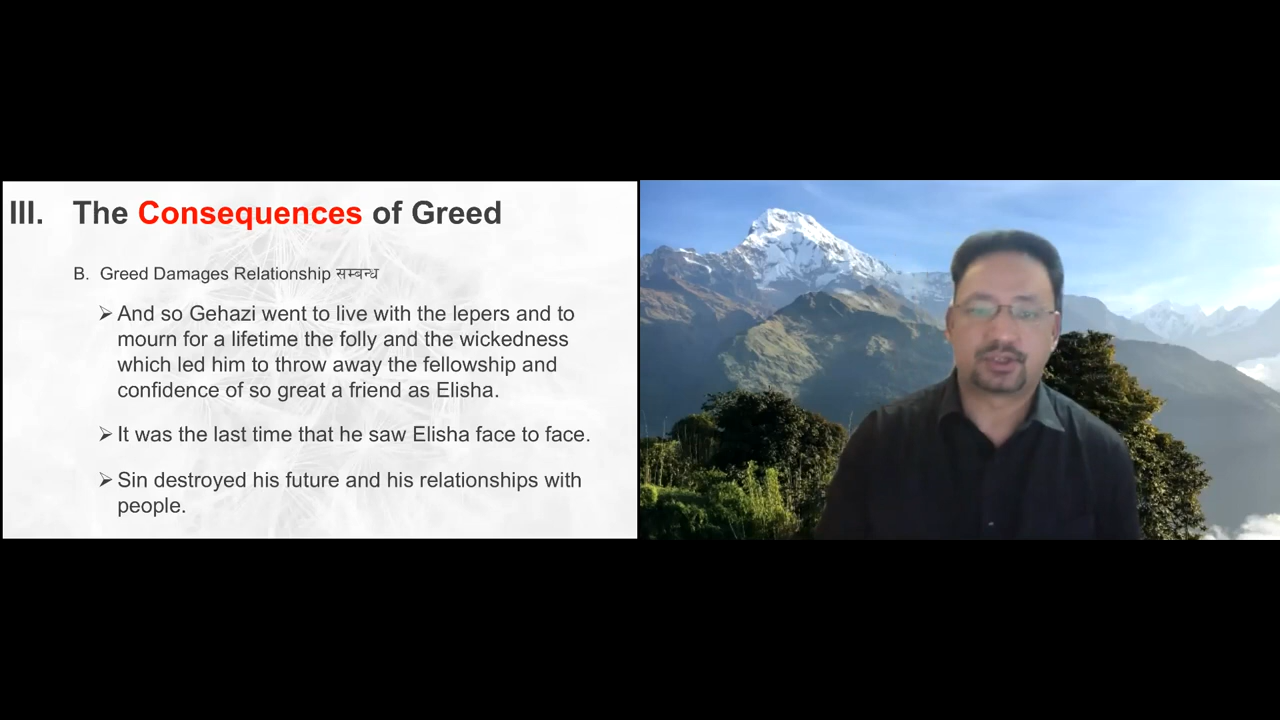 III. The Consequences of Greed
B. Greed Damages Relationship सम्बन्ध
➢ And so Gehazi went to live with the lepers and to
mourn for a lifetime the folly and the wickedness
which led him to throw away the fellowship and
confidence of so great a friend as Elisha.
➢ It was the last time that he saw Elisha face to face.
➢ Sin destroyed his future and his relationships with
people.